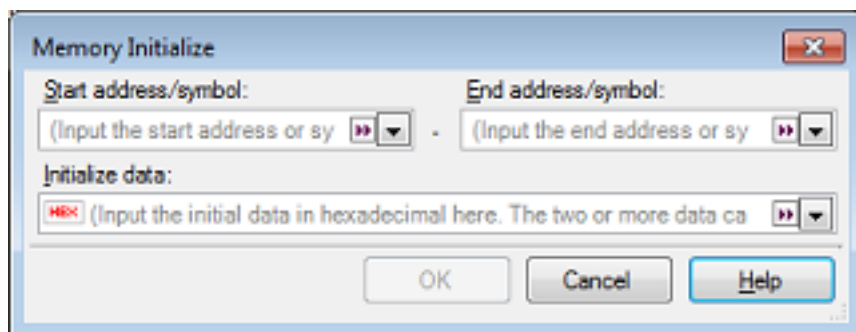 Memory Initialize
Start address/symbol: End address/symbol:
(Input the start address or sy - (Input the end address or sy
Initialize data:
HEX (Input the initial data in hexadecimal here. The two or more data ca
OK Cancel Help